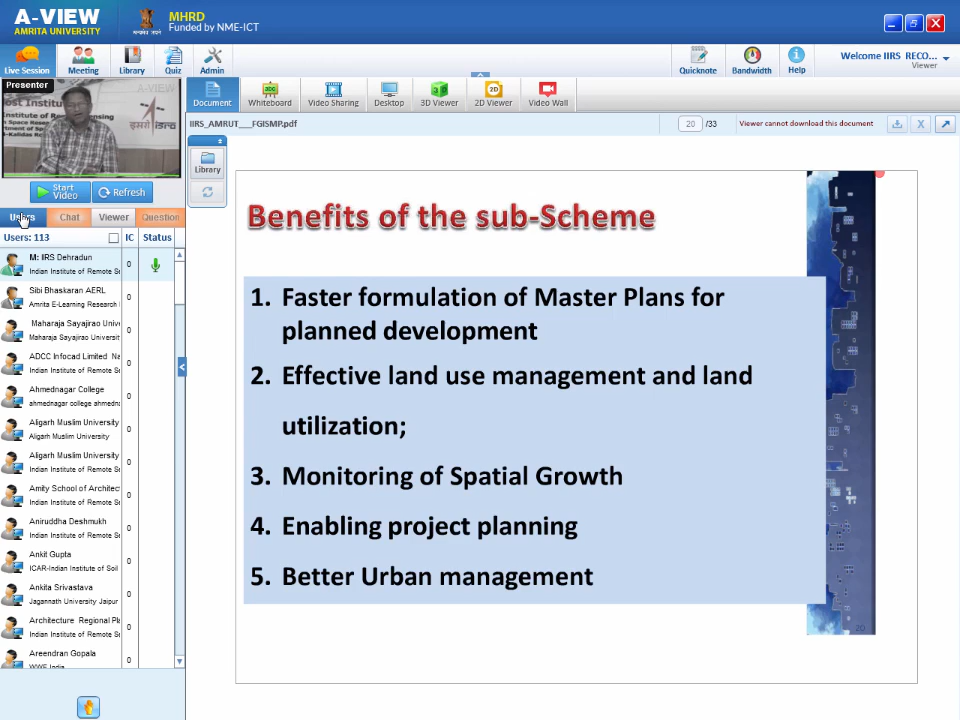 A-VIEW
AMRITA UNIVERSITY
MHRD
Funded by NME-ICT
Live Session
Meeting
Library
Quiz
Admin
Quicknote
Bandwidth
Help
Welcome IIRS_RECO...
Viewer
Presenter
A-VIEW
Document
Whiteboard
Video Sharing
Desktop
3D Viewer
2D Viewer
Video Wall
IIRS_AMRUT___FGISMP.pdf
20 /33
Viewer cannot download this document
Library
Start Video
Refresh
Users
Chat
Viewer
Question
Users: 113
IC
Status
M: IIRS Dehradun
Indian Institute of Remote Se
0
Sibi Bhaskaran AERL
Amrita E-Learning Research
0
Maharaja Sayajirao Unive
Maharaja Sayajirao Universit
0
ADCC Infocad Limited Na
Indian Institute of Remote Se
0
Ahmednagar College
ahmednagar college ahmedna
0
Aligarh Muslim University
Aligarh Muslim University
0
Aligarh Muslim University
Indian Institute of Remote Se
0
Amity School of Architec
Indian Institute of Remote Se
0
Aniruddha Deshmukh
Indian Institute of Remote Se
0
Ankit Gupta
ICAR-Indian Institute of Soil
0
Ankita Srivastava
Jagannath University Jaipur
0
Architecture Regional Pla
Indian Institute of Remote Se
0
Areendran Gopala
WWF India
0
Benefits of the sub-Scheme
1. Faster formulation of Master Plans for
planned development
2. Effective land use management and land
utilization;
3. Monitoring of Spatial Growth
4. Enabling project planning
5. Better Urban management
20